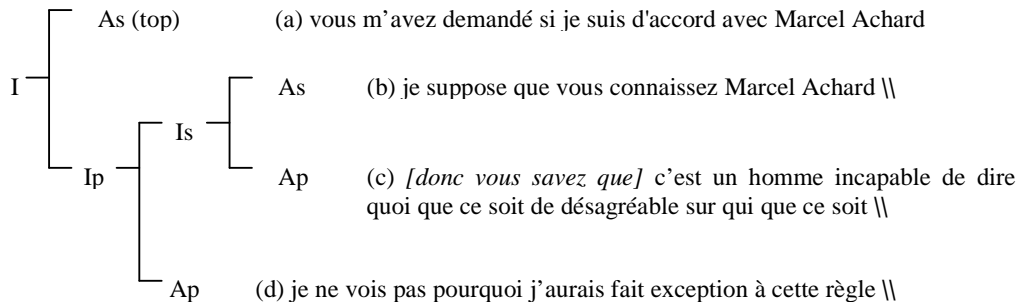 As (top) (a) vous m’avez demandé si je suis d'accord avec Marcel Achard
I
As (b) je suppose que vous connaissez Marcel Achard \\
Is
Ip Ap (c) [donc vous savez que] c’est un homme incapable de dire
quoi que ce soit de désagréable sur qui que ce soit \\
Ap (d) je ne vois pas pourquoi j’aurais fait exception à cette règle \\